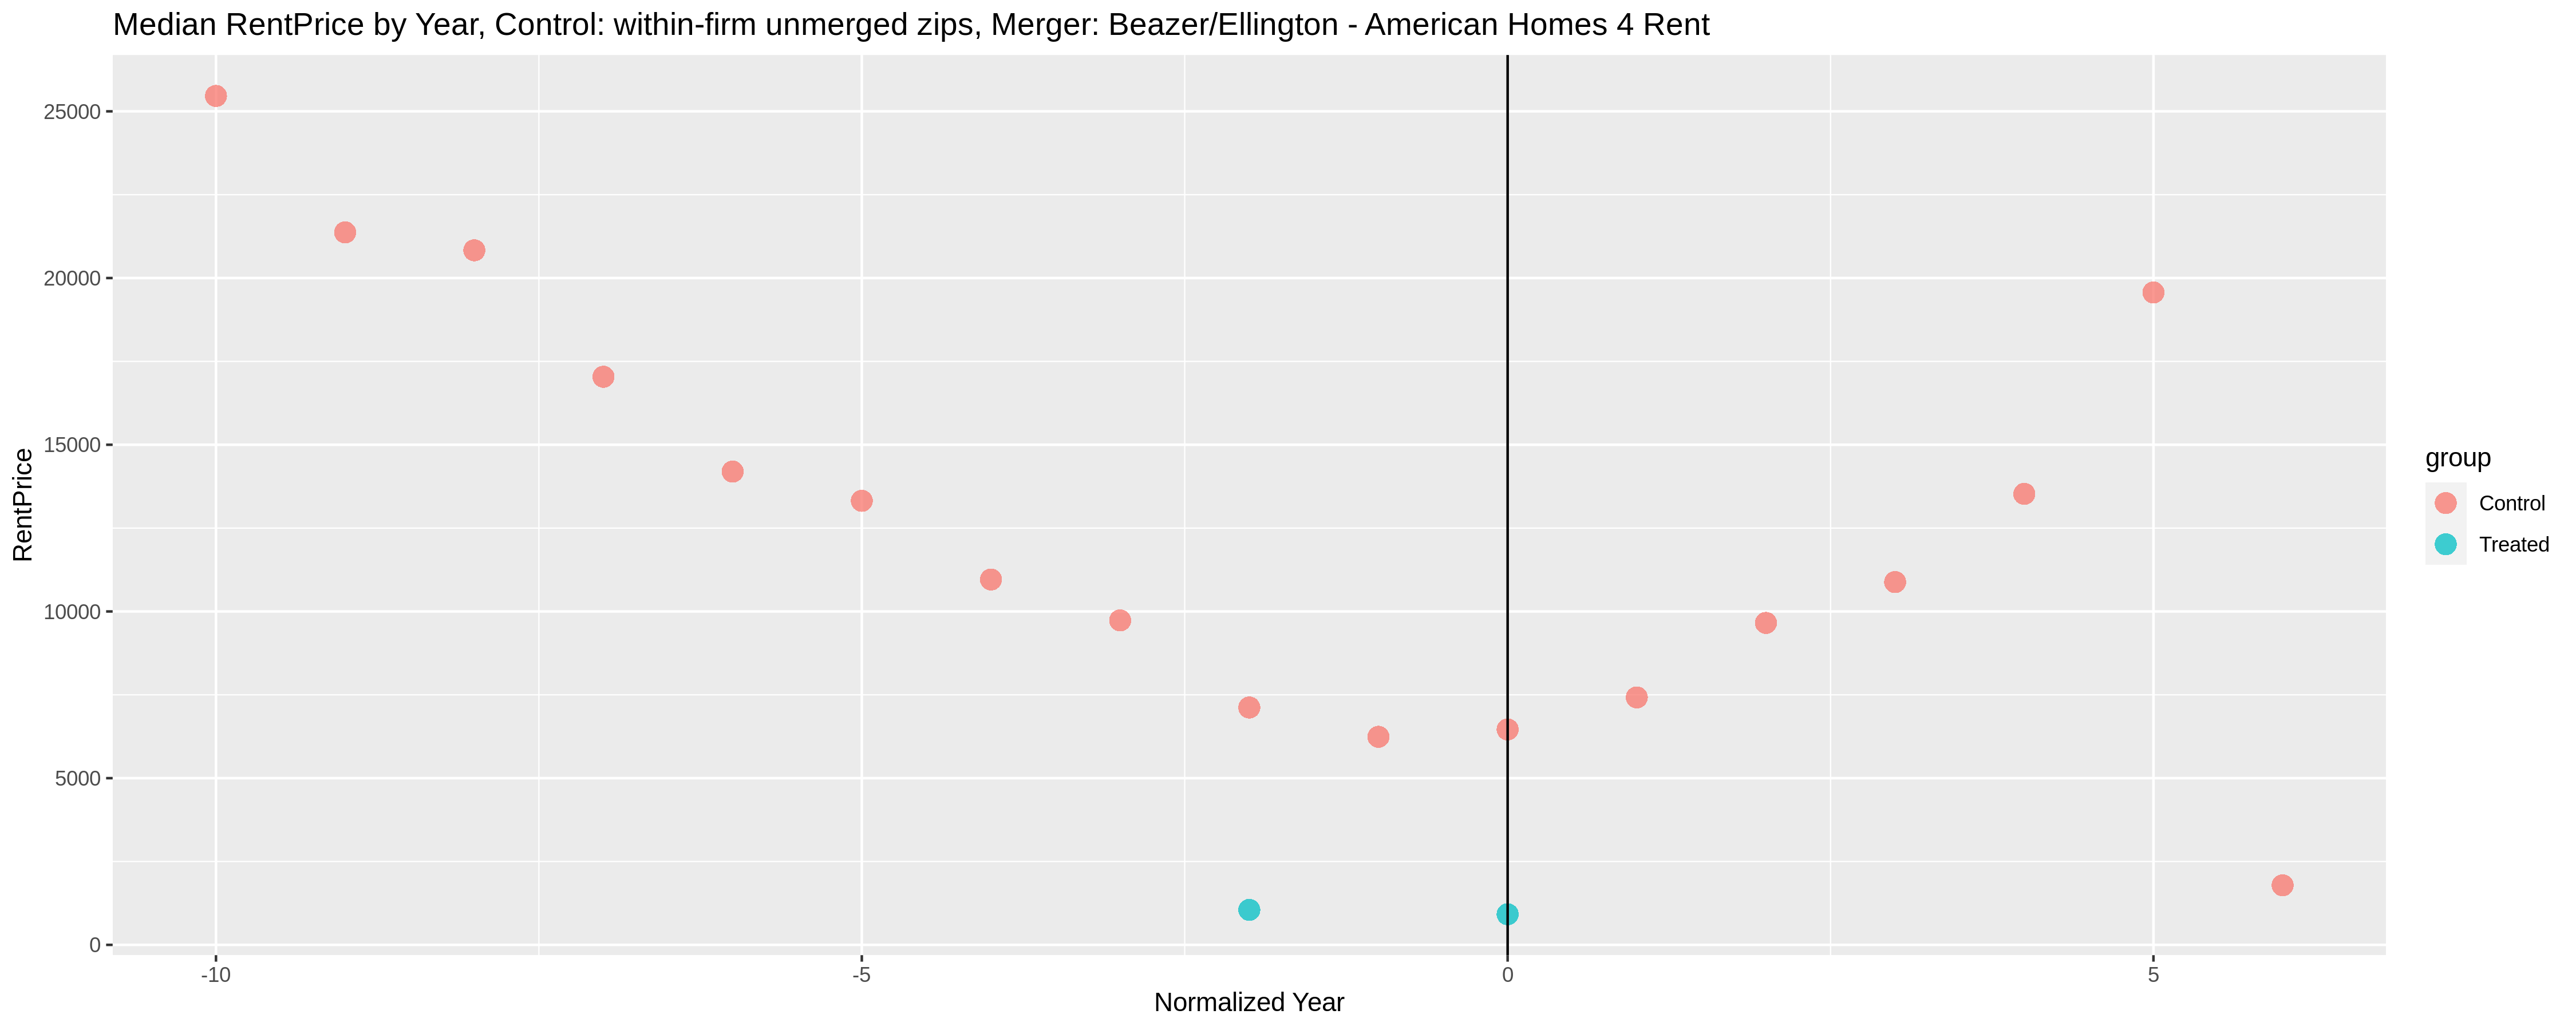 Median RentPrice by Year, Control: within-firm unmerged zips, Merger: Beazer/Ellington - American Homes 4 Rent
RentPrice
25000
20000
15000
10000
5000
0
-10
-5
0
5
Normalized Year
group
Control
Treated